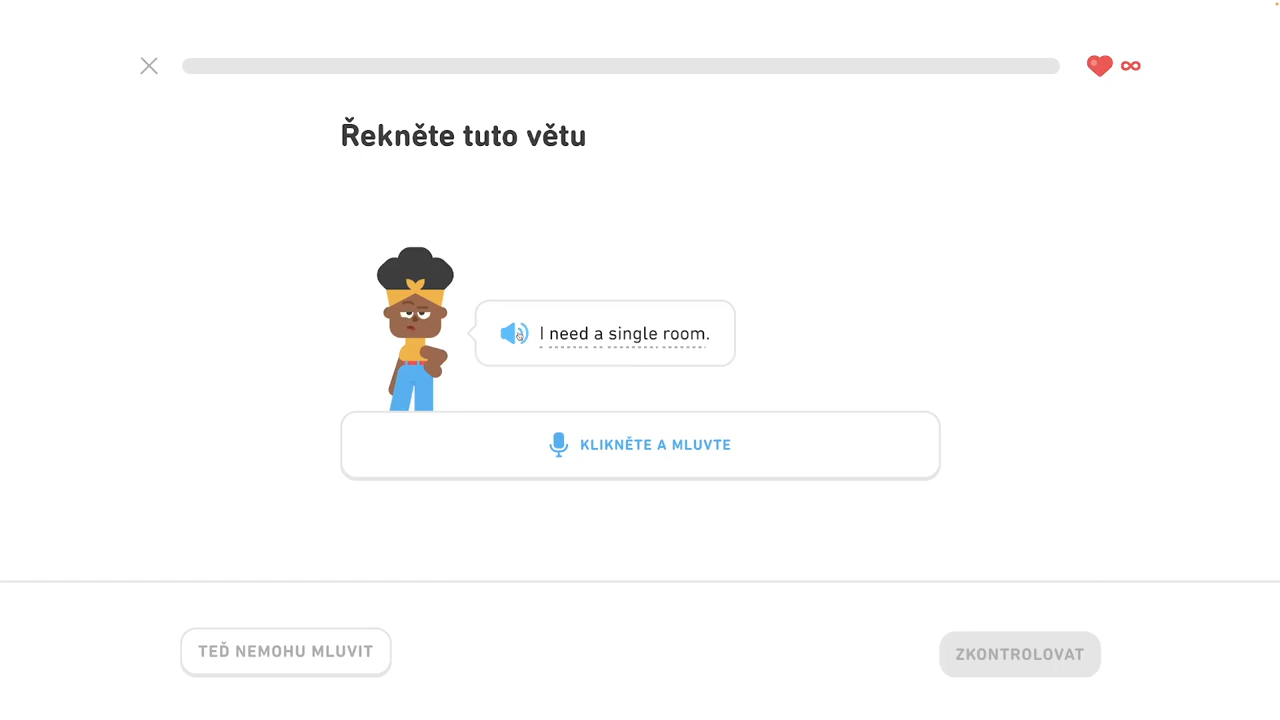 ∞
Řekněte tuto větu
I need a single room.
KLIKNĚTE A MLUVTE
TEĎ NEMOHU MLUVIT
ZKONTROLOVAT